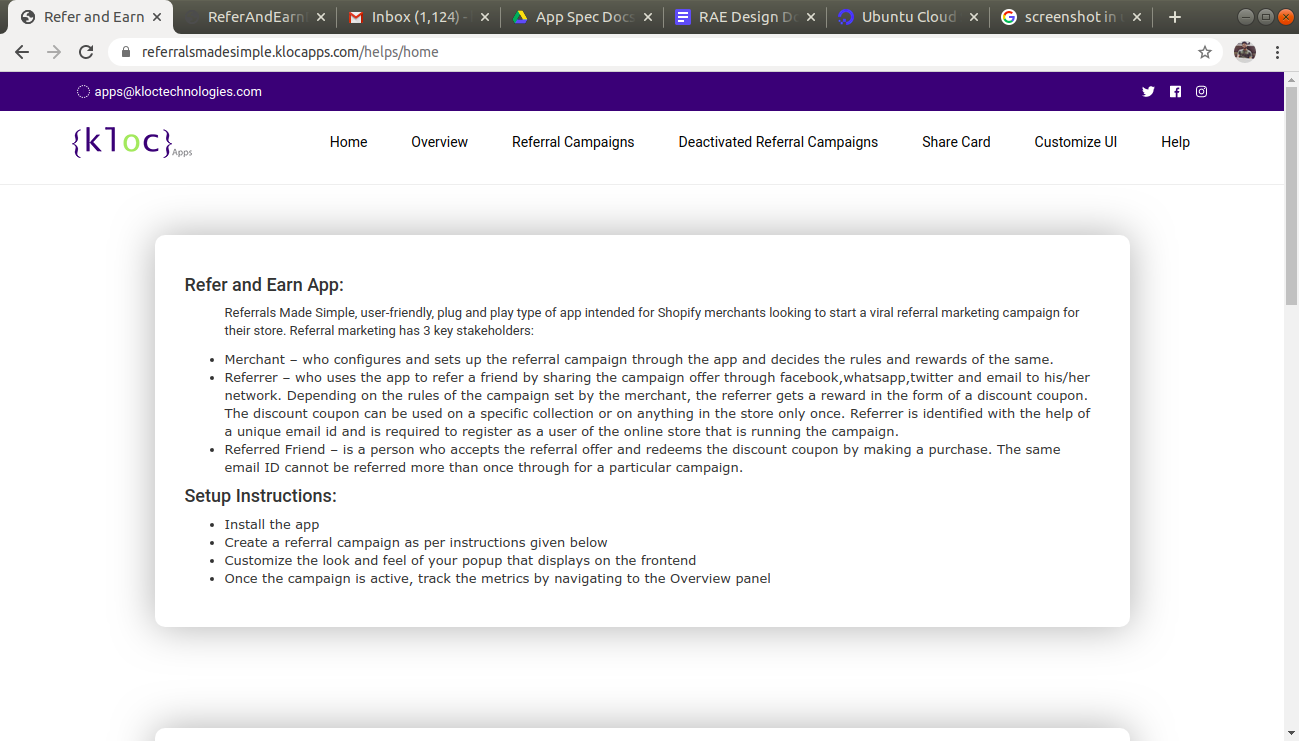 Refer and Earn
ReferAndEarn
Inbox (1,124) -
App Spec Docs
RAE Design Do
Ubuntu Cloud
screenshot in
referralsmadesimple.klocapps.com/helps/home
apps@kloctechnologies.com
{kloc} Apps
Home Overview Referral Campaigns Deactivated Referral Campaigns Share Card Customize UI Help
Refer and Earn App:
Referrals Made Simple, user-friendly, plug and play type of app intended for Shopify merchants looking to start a viral referral marketing campaign for
their store. Referral marketing has 3 key stakeholders:
• Merchant – who configures and sets up the referral campaign through the app and decides the rules and rewards of the same.
• Referrer – who uses the app to refer a friend by sharing the campaign offer through facebook,whatsapp,twitter and email to his/her
network. Depending on the rules of the campaign set by the merchant, the referrer gets a reward in the form of a discount coupon.
The discount coupon can be used on a specific collection or on anything in the store only once. Referrer is identified with the help of
a unique email id and is required to register as a user of the online store that is running the campaign.
• Referred Friend – is a person who accepts the referral offer and redeems the discount coupon by making a purchase. The same
email ID cannot be referred more than once through for a particular campaign.
Setup Instructions:
• Install the app
• Create a referral campaign as per instructions given below
• Customize the look and feel of your popup that displays on the frontend
• Once the campaign is active, track the metrics by navigating to the Overview panel